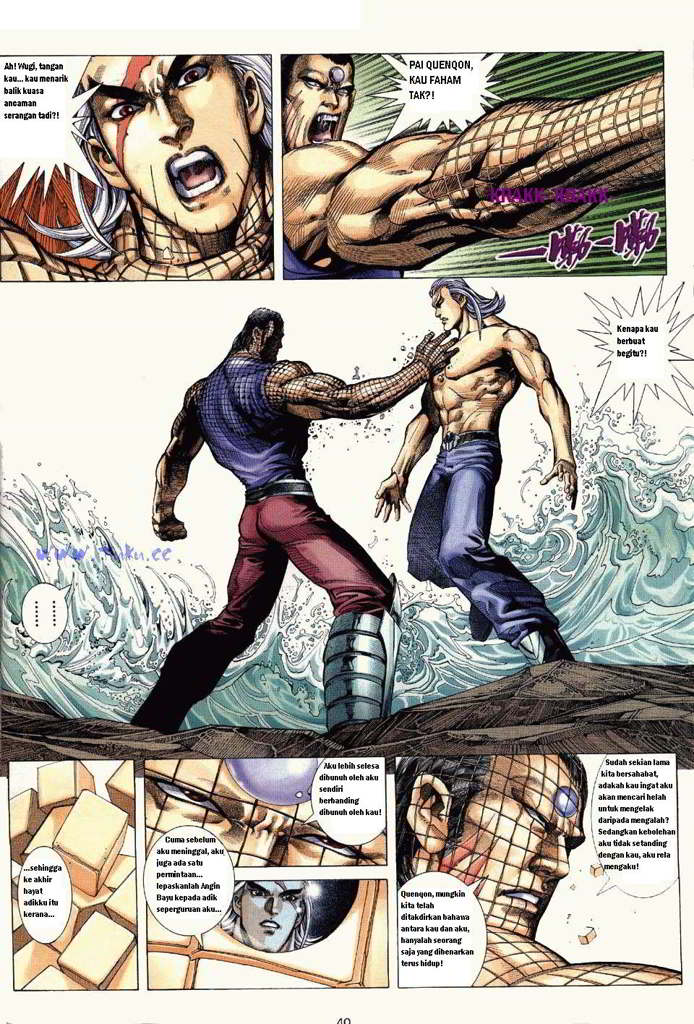 Ah! Wugi, tangan
kau... kau menarik
balik kuasa
ancaman
serangan tadi?!
PAI QUENQON,
KAU FAHAM
TAK?!
KRAKK KRAKK
Kenapa kau
berbuat
begitu?!
...sehingga
ke akhir
hayat
adikku itu
kerana...
Aku lebih selesa
dibunuh oleh aku
sendiri
berbanding
dibunuh oleh kau!
Cuma sebelum
aku meninggal, aku
juga ada satu
permintaan...
lepaskanlah Angin
Bayu kepada adik
seperguruan aku...
Sudah sekian lama
kita bersahabat,
adakah kau ingat aku
akan mencari helah
untuk mengelak
daripada mengalah?
Sedangkan kebolehan
aku tidak setanding
dengan kau, aku rela
mengaku!
Quenqon, mungkin
kita telah
ditakdirkan bahawa
antara kau dan aku,
hanyalah seorang
saja yang dibenarkan
terus hidup!